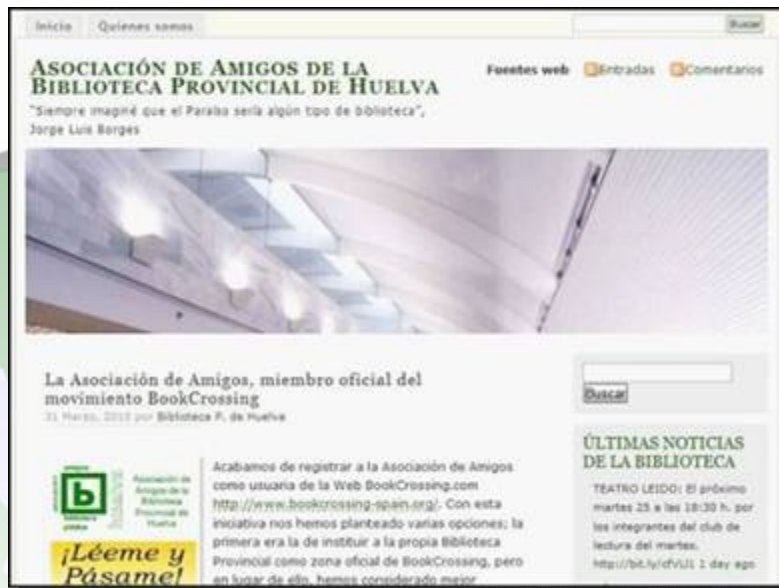 Inicio Quienes somos
Buscar
ASOCIACIÓN DE AMIGOS DE LA
BIBLIOTECA PROVINCIAL DE HUELVA
Fuentes web Entradas Comentarios
"Siempre imaginé que el Paraíso sería algún tipo de biblioteca",
Jorge Luis Borges
La Asociación de Amigos, miembro oficial del
movimiento BookCrossing
31 Marzo, 2010 por Biblioteca P. de Huelva
Buscar
ÚLTIMAS NOTICIAS
DE LA BIBLIOTECA
TEATRO LEIDO: El próximo
martes 25 a las 18:30 h. por
los integrantes del club de
lectura del martes.
1 day ago
b
Asociación de
Amigos de la
Biblioteca
Provincial de
Huelva
¡Léeme y
Pásame!
Acabamos de registrar a la Asociación de Amigos
como usuaria de la Web BookCrossing.com
http://www.bookcrossing-spain.org/. Con esta
iniciativa nos hemos planteado varias opciones; la
primera era la de instituir a la propia Biblioteca
Provincial como zona oficial de BookCrossing, pero
en lugar de ello, hemos considerado mejor